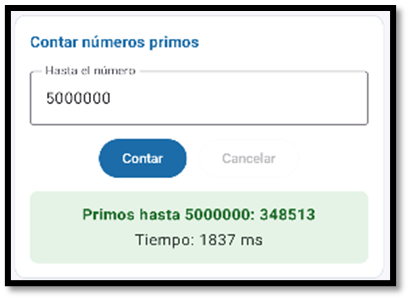 Contar números primos
Hasta el número
5000000
Contar
Cancelar
Primos hasta 5000000: 348513
Tiempo: 1837 ms